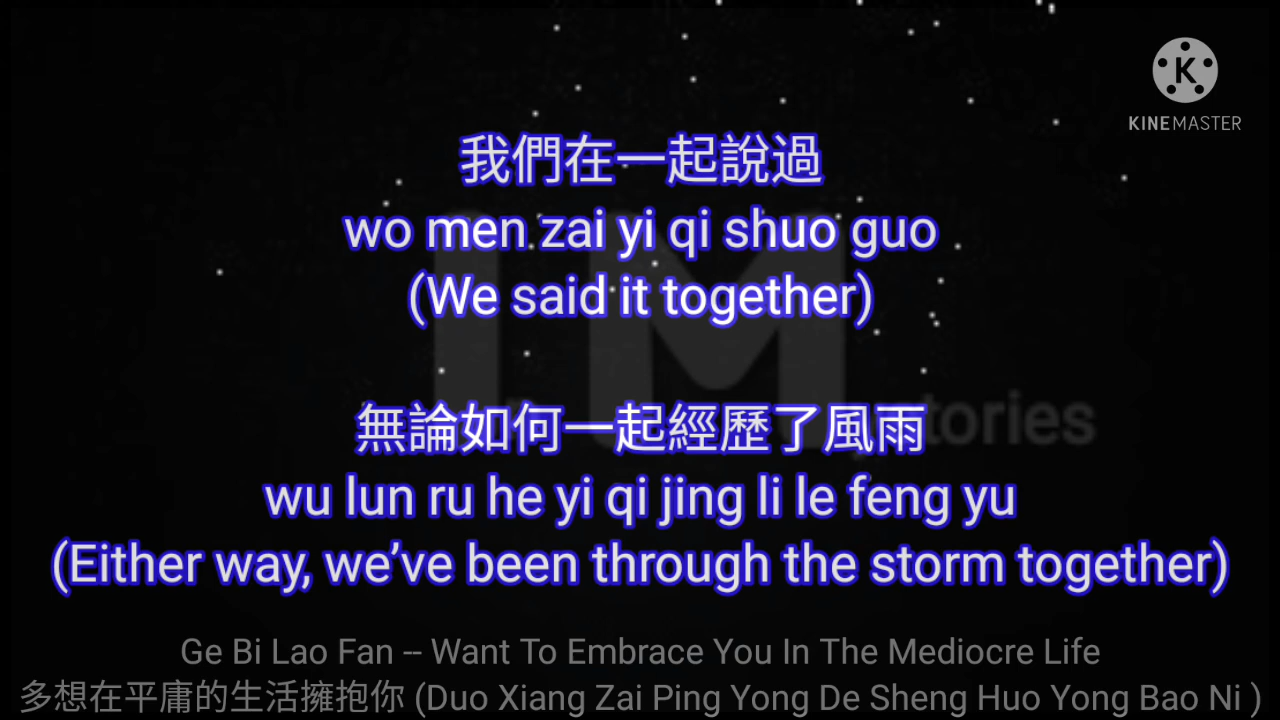 KINEMASTER
我們在一起說過
wo men zai yi qi shuo guo
(We said it together)
無論如何一起經歷了風雨
wu lun ru he yi qi jing li le feng yu
(Either way, we’ve been through the storm together)
Ge Bi Lao Fan -- Want To Embrace You In The Mediocre Life
多想在平庸的生活擁抱你 (Duo Xiang Zai Ping Yong De Sheng Huo Yong Bao Ni )